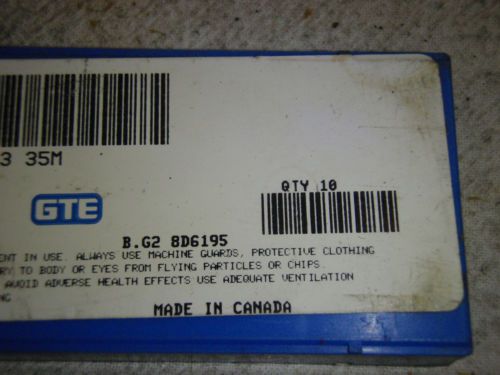 3 35M
GTE
QTY 10
B.G2 8D6195
ENT IN USE. ALWAYS USE MACHINE GUARDS, PROTECTIVE CLOTHING
RY TO BODY OR EYES FROM FLYING PARTICLES OR CHIPS.
AVOID ADVERSE HEALTH EFFECTS USE ADEQUATE VENTILATION
NG
MADE IN CANADA